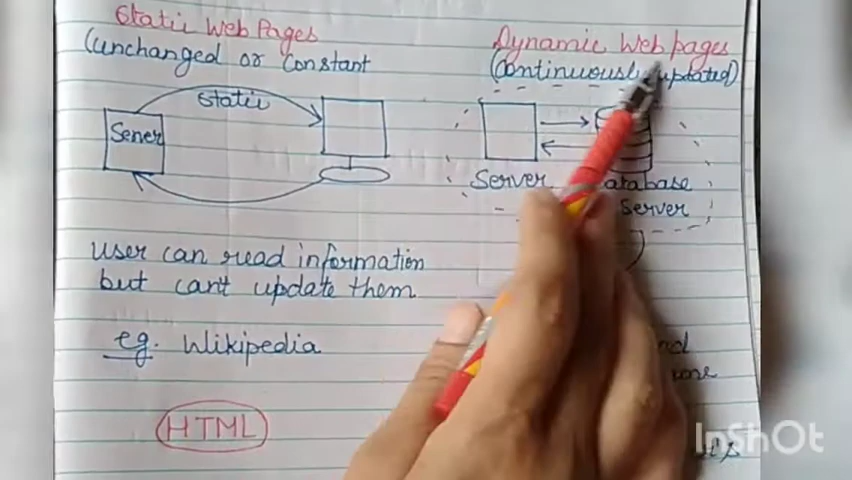 Static Web Pages
(unchanged or Constant
Static
Server
User can read information
but can't update them
eg. Wikipedia
HTML
Dynamic Web pages
(Continuously updated)
Server
Database
Server
InShOt